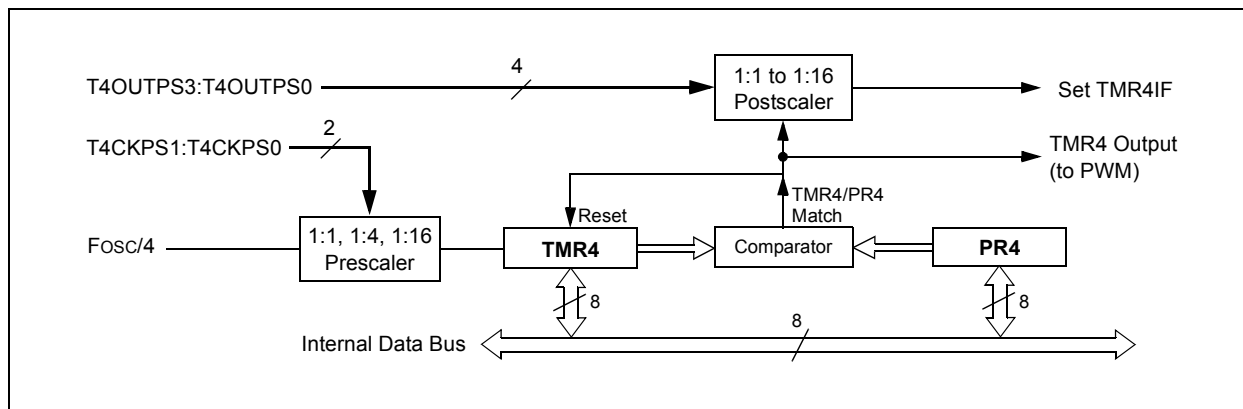 4
1:1 to 1:16
T4OUTPS3:T4OUTPS0
Postscaler
Set TMR4IF
2
T4CKPS1:T4CKPS0
TMR4 Output
(to PWM)
TMR4/PR4
Match
Reset
1:1, 1:4, 1:16
Prescaler
FOSC/4
TMR4
Comparator
PR4
8
8
8
Internal Data Bus